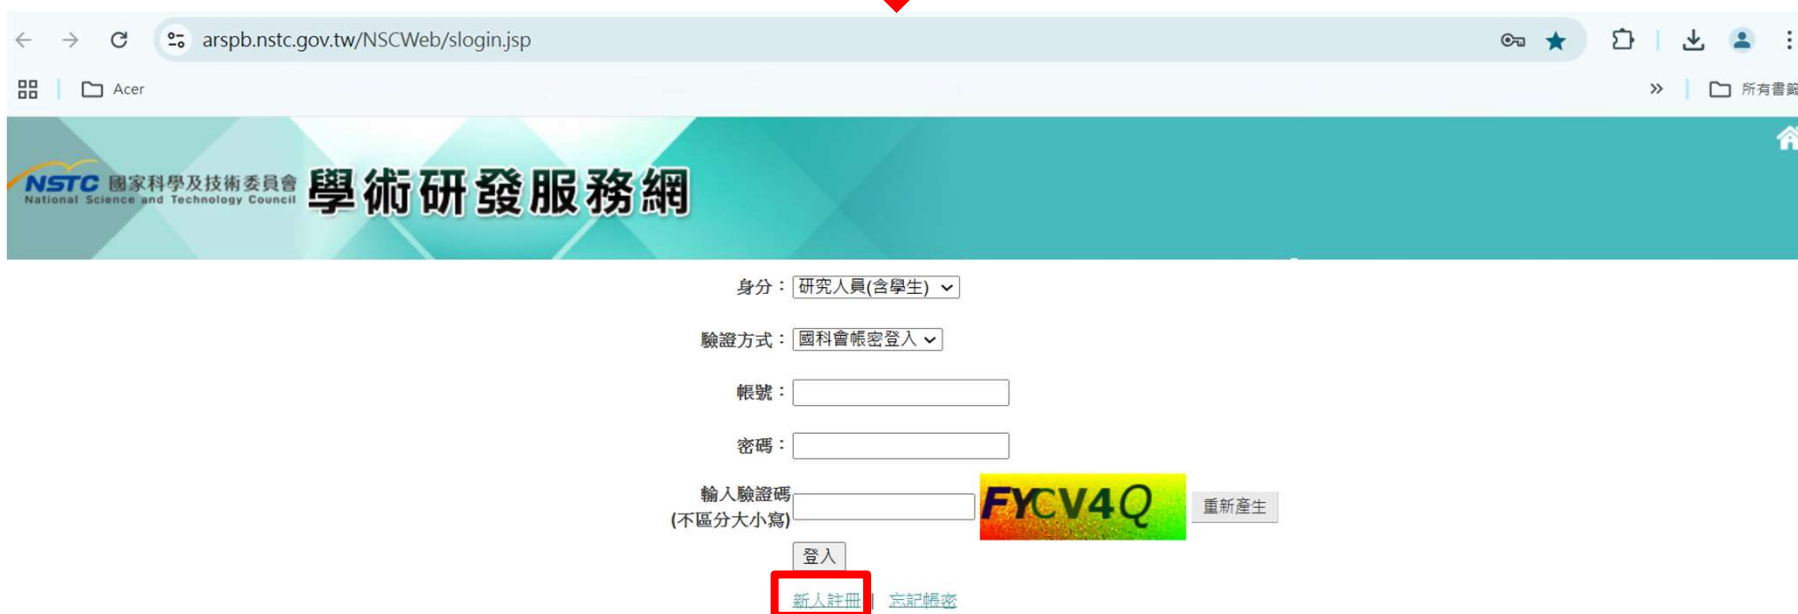 arspb.nstc.gov.tw/NSCWeb/slogin.jsp
Acer
所有書籤
NSTC 國家科學及技術委員會
National Science and Technology Council
學術研發服務網
身分：研究人員(含學生)
驗證方式：國科會帳密登入
帳號：
密碼：
輸入驗證碼
(不區分大小寫)
FYCV4Q
重新產生
登入
新人註冊 | 忘記帳密